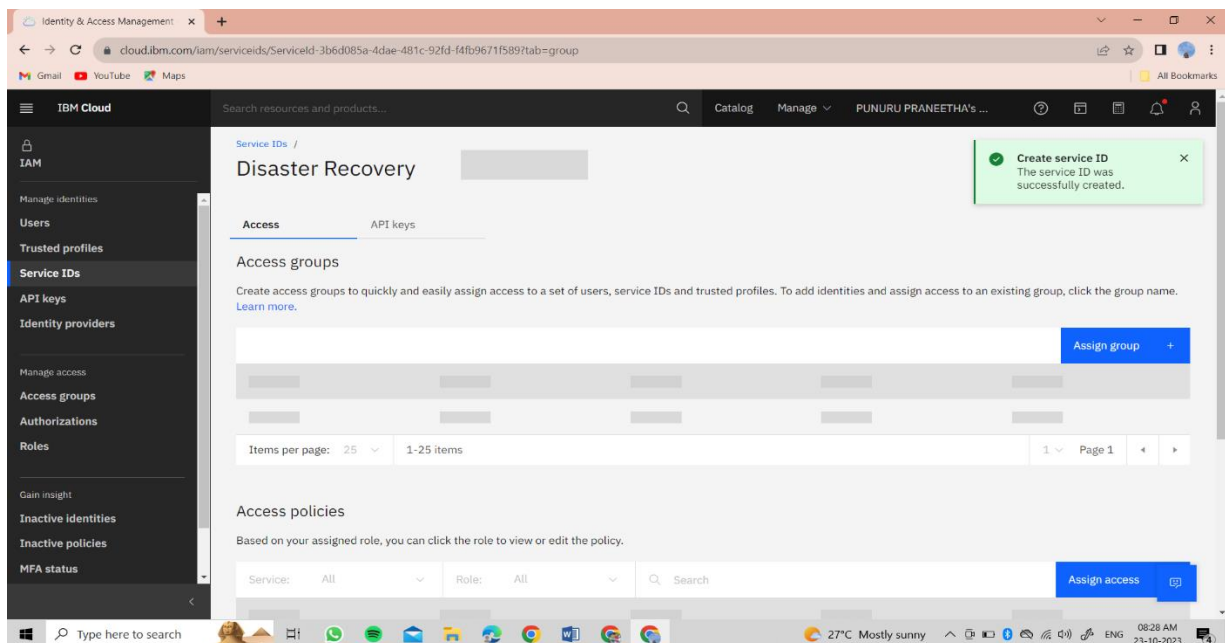 Identity & Access Management
cloud.ibm.com/iam/serviceids/ServiceId-3b6d085a-4dae-481c-92fd-f4fb9671f589?tab=group
Gmail YouTube Maps All Bookmarks
IBM Cloud Search resources and products... Catalog Manage PUNURU PRANEETHA's ...
IAM
Manage identities
Users
Trusted profiles
Service IDs
API keys
Identity providers
Manage access
Access groups
Authorizations
Roles
Gain insight
Inactive identities
Inactive policies
MFA status
Service IDs /
Disaster Recovery
Create service ID
The service ID was
successfully created.
Access API keys
Access groups
Create access groups to quickly and easily assign access to a set of users, service IDs and trusted profiles. To add identities and assign access to an existing group, click the group name.
Learn more.
Assign group +
Items per page: 25 1-25 items 1 Page 1
Access policies
Based on your assigned role, you can click the role to view or edit the policy.
Service: All Role: All Search Assign access
Type here to search 27°C Mostly sunny ENG 08:28 AM
23-10-2023